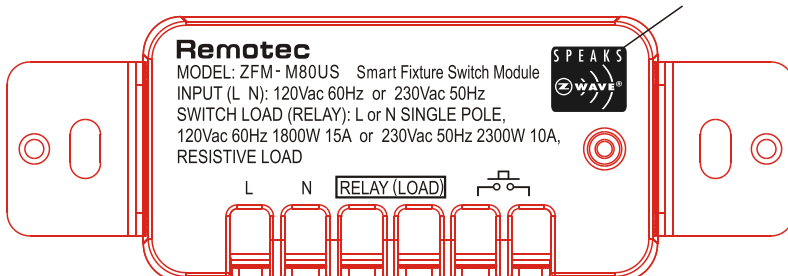 Remotec
MODEL: ZFM - M80US Smart Fixture Switch Module
INPUT (L N): 120Vac 60Hz or 230Vac 50Hz
SWITCH LOAD (RELAY): L or N SINGLE POLE,
120Vac 60Hz 1800W 15A or 230Vac 50Hz 2300W 10A,
RESISTIVE LOAD
SPEAKS
Z WAVE®
L N RELAY (LOAD)